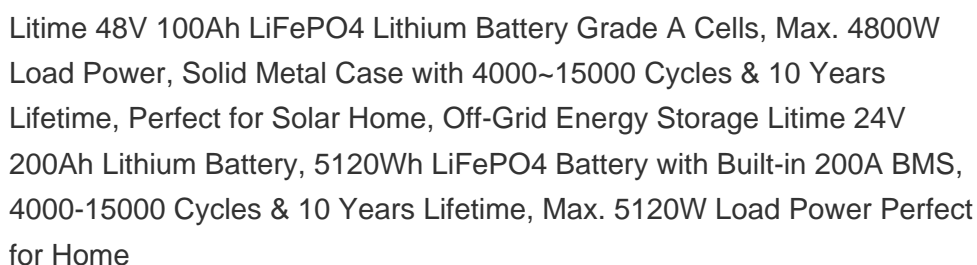 Litime 48V 100Ah LiFePO4 Lithium Battery Grade A Cells, Max. 4800W
Load Power, Solid Metal Case with 4000~15000 Cycles & 10 Years
Lifetime, Perfect for Solar Home, Off-Grid Energy Storage Litime 24V
200Ah Lithium Battery, 5120Wh LiFePO4 Battery with Built-in 200A BMS,
4000-15000 Cycles & 10 Years Lifetime, Max. 5120W Load Power Perfect
for Home